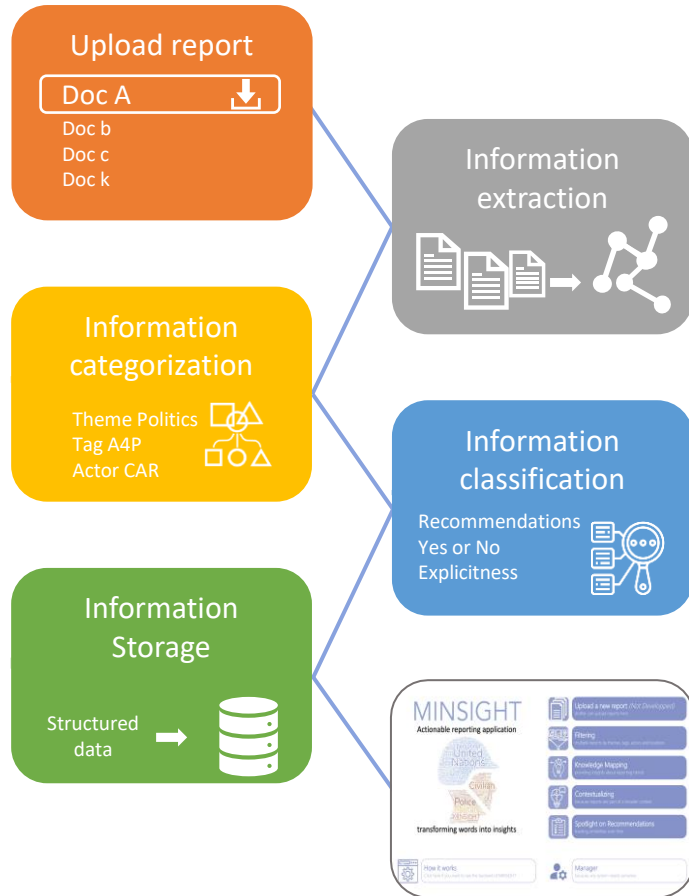 Upload report
Doc A
Doc b
Doc c
Doc k
Information
extraction
Information
categorization
Theme Politics
Tag A4P
Actor CAR
Information
classification
Recommendations
Yes or No
Explicitness
Information
Storage
Structured
data
MINSIGHT
Actionable reporting application
United
Nations
Civilian
Police
transforming words into insights
Upload a new report (Not Developped)
Filtering
Knowledge Mapping
Contextualizing
Spotlight on Recommendations
How it works
Manager